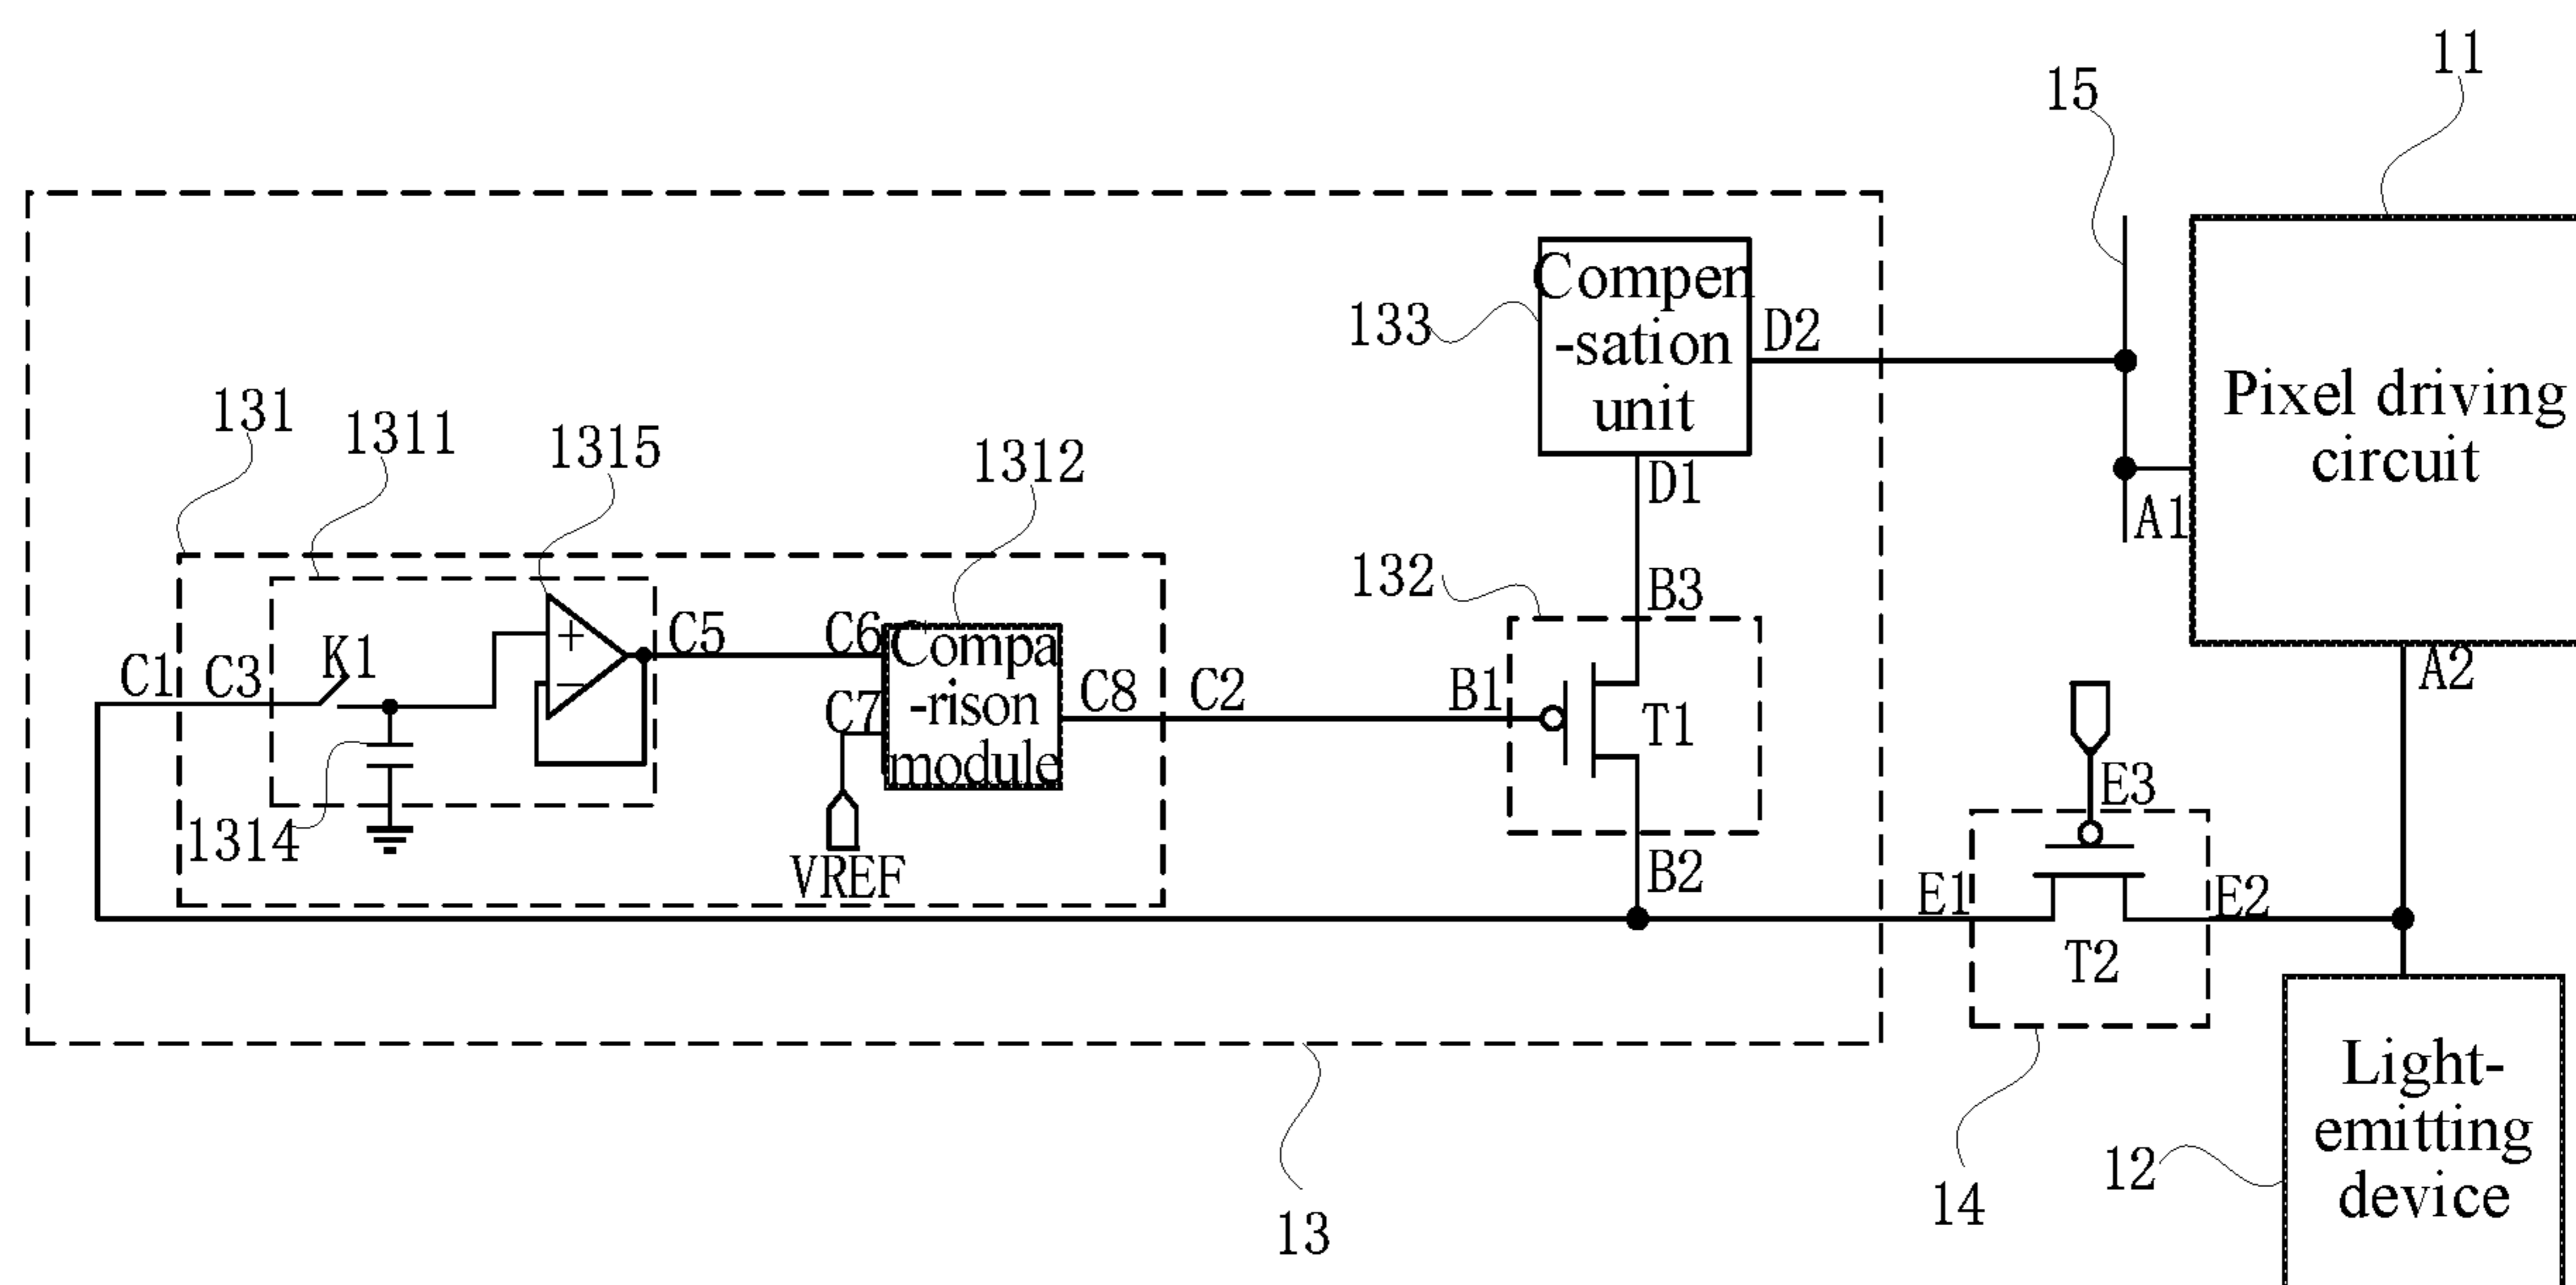 11
15
Compen
-sation
unit
133
D2
Pixel driving
circuit
131
1311
1315
1312
D1
A1
132
B3
C1
C3
K1
C5
C6
Compa
-rison
module
C7
C8
C2
B1
T1
A2
1314
VREF
B2
E3
E1
E2
T2
Light-
emitting
device
12
14
13
+
−